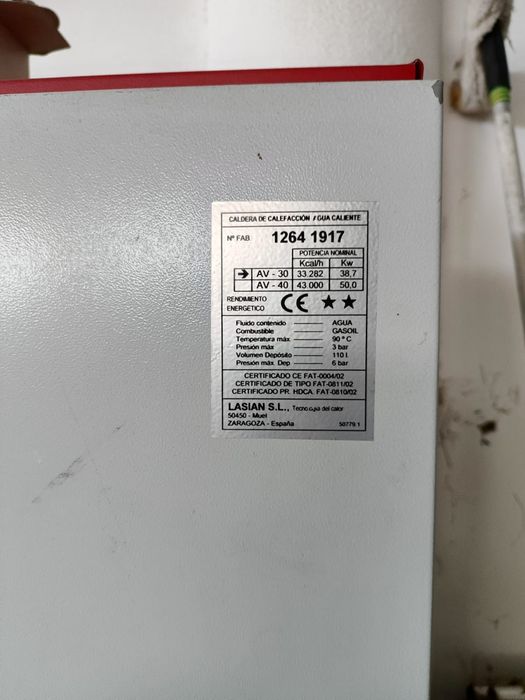 CALDERA DE CALEFACCIÓN / GUA CALIENTE
Nº FAB. 1264 1917
POTENCIA NOMINAL
Kcal/h Kw
➔ AV - 30 33.282 38,7
AV - 40 43.000 50,0
RENDIMIENTO ENERGÉTICO CE ★★
Fluido contenido AGUA
Combustible GASOIL
Temperatura máx 90 º C
Presión máx 3 bar
Volumen Depósito 110 l
Presión máx. Dep 6 bar
CERTIFICADO CE FAT-0004/02
CERTIFICADO DE TIPO FAT-0811/02
CERTIFICADO PR. HDCA. FAT-0810/02
LASIAN S.L., Tecnología del calor
50450 - Muel
ZARAGOZA - España 50779.1